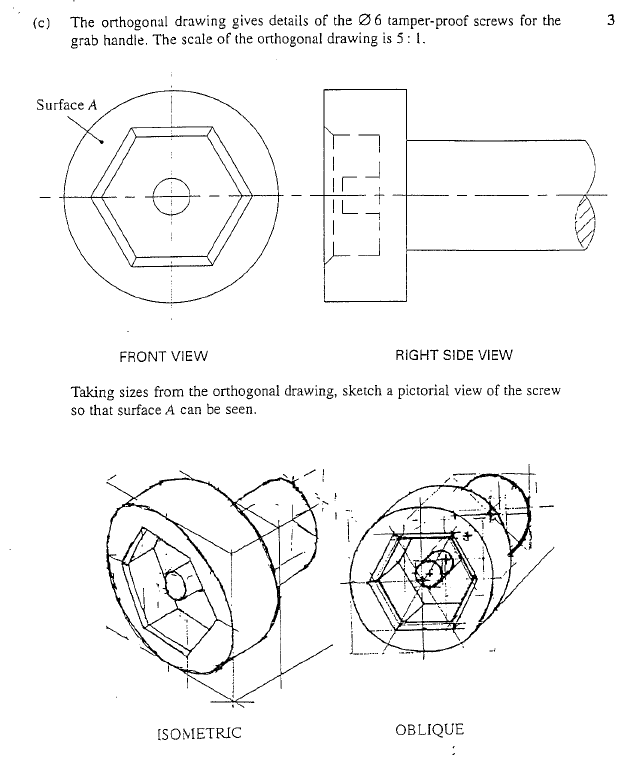 (c) The orthogonal drawing gives details of the Ø6 tamper-proof screws for the 3
grab handle. The scale of the orthogonal drawing is 5 : 1.
Surface A
FRONT VIEW
RIGHT SIDE VIEW
Taking sizes from the orthogonal drawing, sketch a pictorial view of the screw
so that surface A can be seen.
ISOMETRIC
OBLIQUE